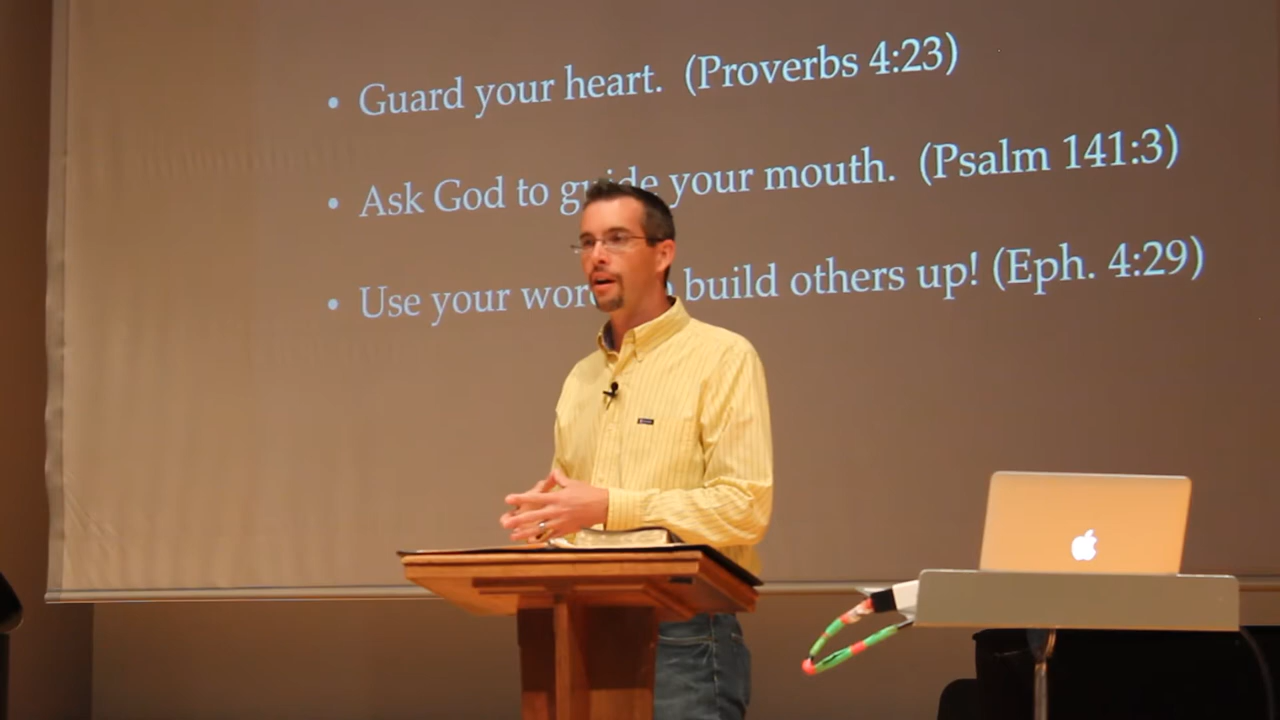 • Guard your heart. (Proverbs 4:23)
• Ask God to guide your mouth. (Psalm 141:3)
• Use your build others up! (Eph. 4:29)